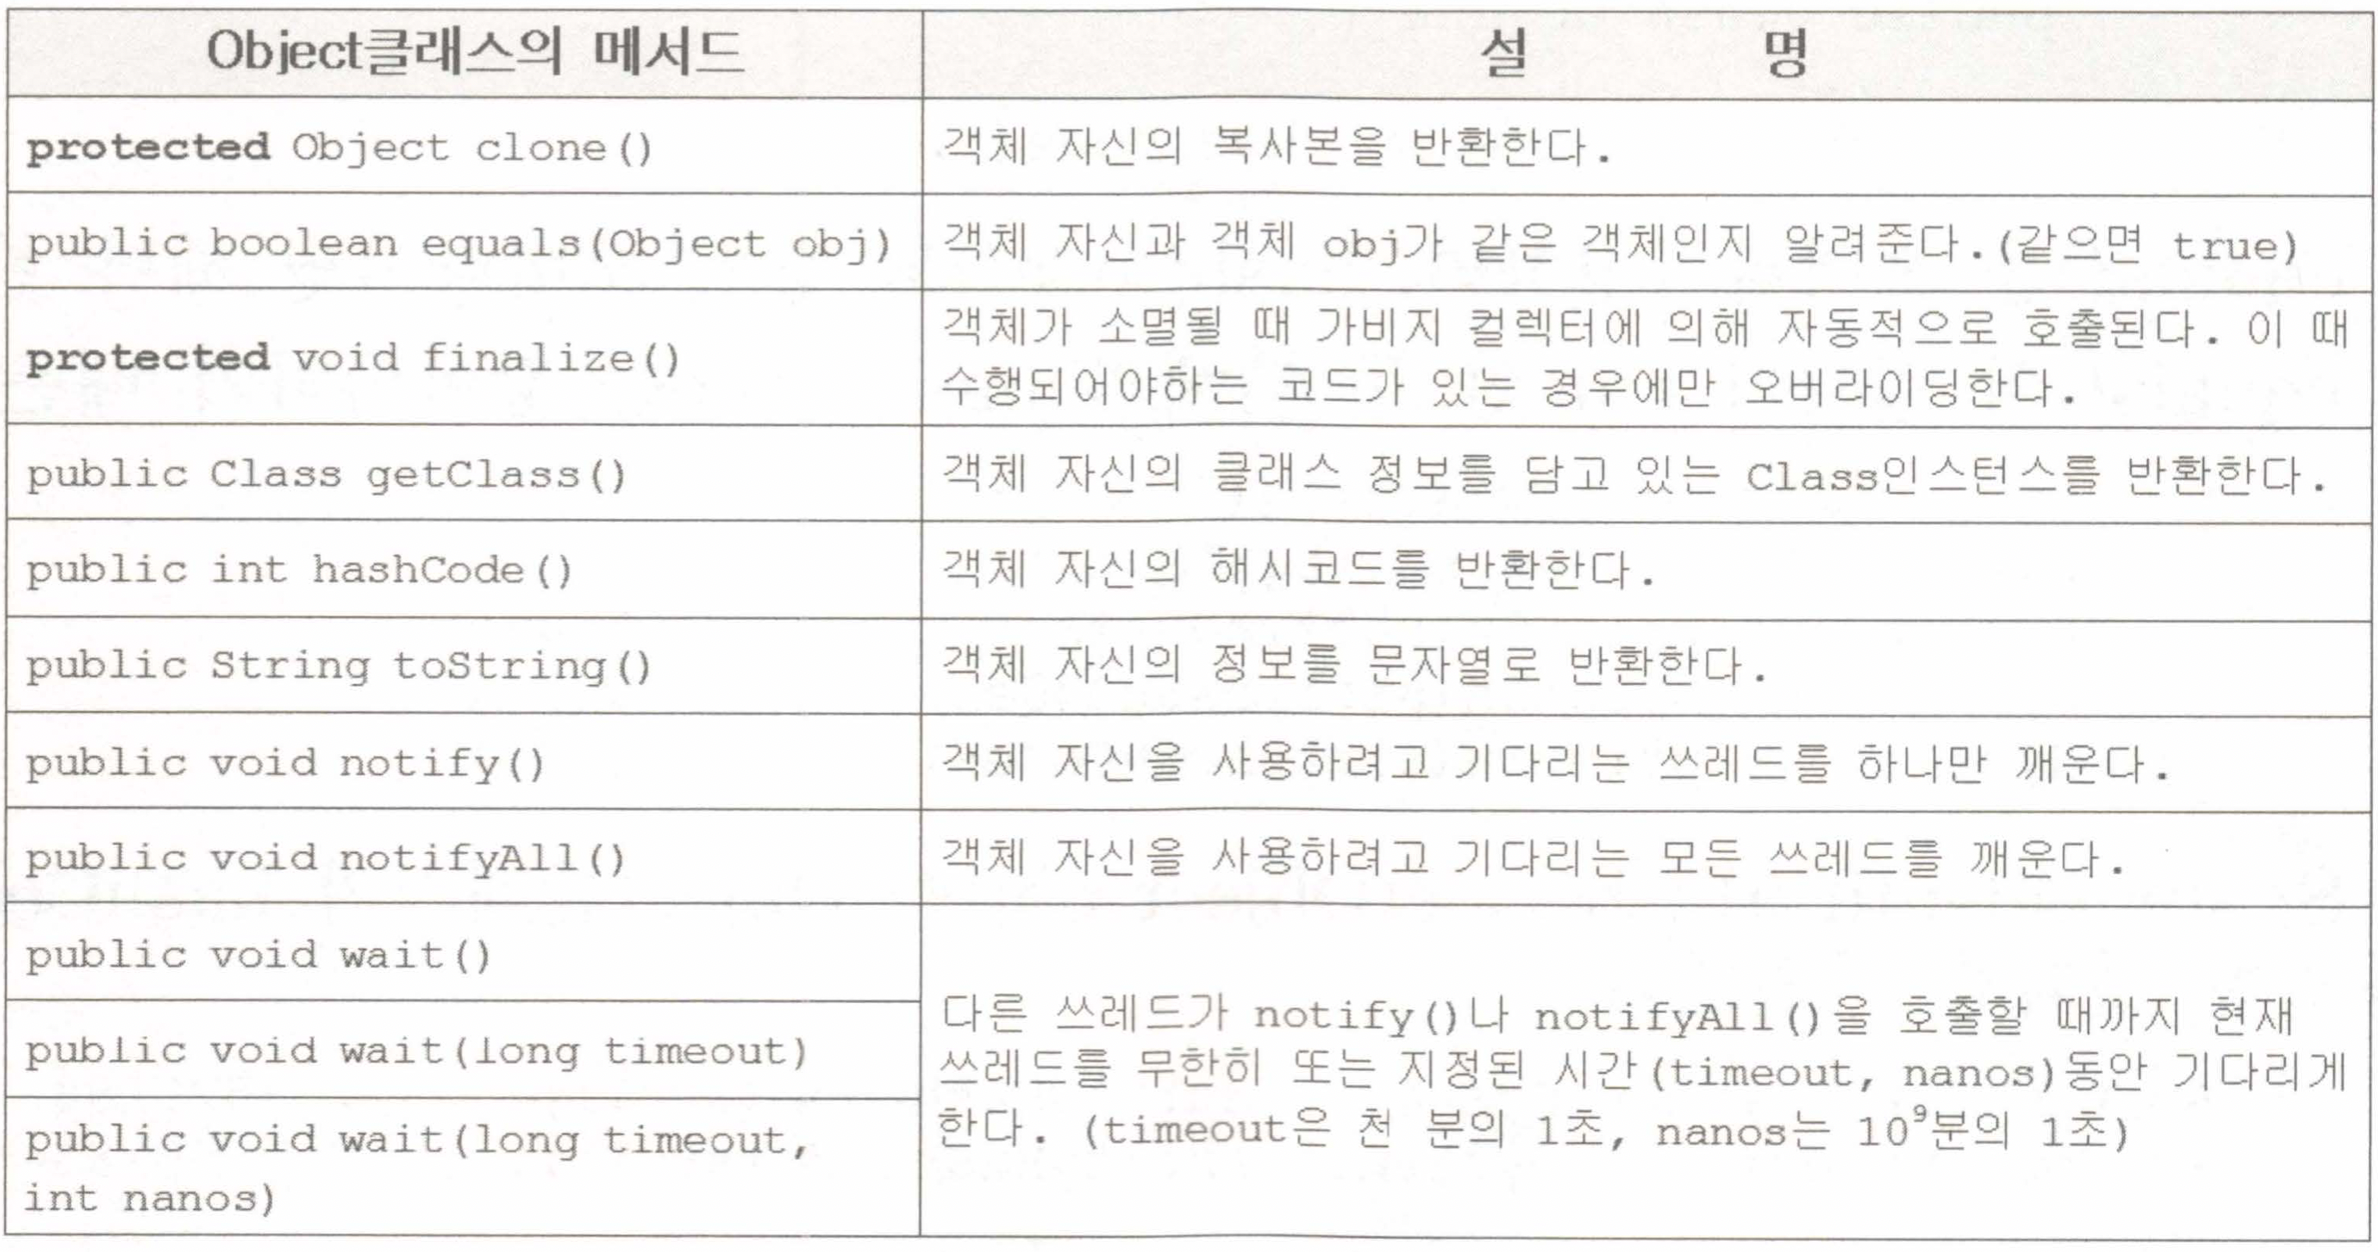 Object클래스의 메서드
설 명
protected Object clone()
객체 자신의 복사본을 반환한다.
public boolean equals(Object obj)
객체 자신과 객체 obj가 같은 객체인지 알려준다.(같으면 true)
protected void finalize()
객체가 소멸될 때 가비지 컬렉터에 의해 자동적으로 호출된다. 이 때
수행되어야하는 코드가 있는 경우에만 오버라이딩한다.
public Class getClass()
객체 자신의 클래스 정보를 담고 있는 Class인스턴스를 반환한다.
public int hashCode()
객체 자신의 해시코드를 반환한다.
public String toString()
객체 자신의 정보를 문자열로 반환한다.
public void notify()
객체 자신을 사용하려고 기다리는 쓰레드를 하나만 깨운다.
public void notifyAll()
객체 자신을 사용하려고 기다리는 모든 쓰레드를 깨운다.
public void wait()
public void wait(long timeout)
public void wait(long timeout,
int nanos)
다른 쓰레드가 notify()나 notifyAll()을 호출할 때까지 현재
쓰레드를 무한히 또는 지정된 시간(timeout, nanos)동안 기다리게
한다. (timeout은 천 분의 1초, nanos는 10⁹분의 1초)